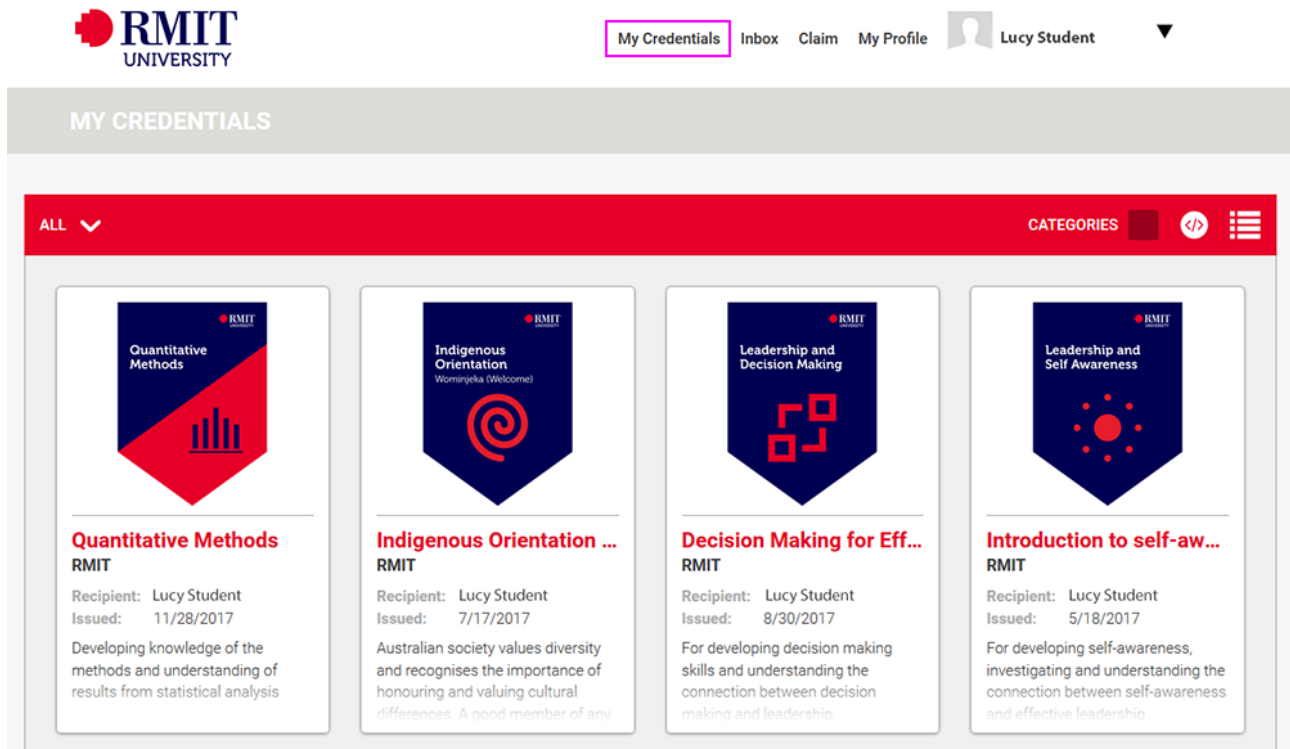 RMIT
UNIVERSITY
My Credentials Inbox Claim My Profile Lucy Student
MY CREDENTIALS
ALL CATEGORIES </>
RMIT
UNIVERSITY
Quantitative
Methods
Quantitative Methods
RMIT
Recipient: Lucy Student
Issued: 11/28/2017
Developing knowledge of the
methods and understanding of
results from statistical analysis
RMIT
UNIVERSITY
Indigenous
Orientation
Wominjeka (Welcome)
Indigenous Orientation ...
RMIT
Recipient: Lucy Student
Issued: 7/17/2017
Australian society values diversity
and recognises the importance of
honouring and valuing cultural
differences. A good member of any
RMIT
UNIVERSITY
Leadership and
Decision Making
Decision Making for Eff...
RMIT
Recipient: Lucy Student
Issued: 8/30/2017
For developing decision making
skills and understanding the
connection between decision
making and leadership.
RMIT
UNIVERSITY
Leadership and
Self Awareness
Introduction to self-aw...
RMIT
Recipient: Lucy Student
Issued: 5/18/2017
For developing self-awareness,
investigating and understanding the
connection between self-awareness
and effective leadership